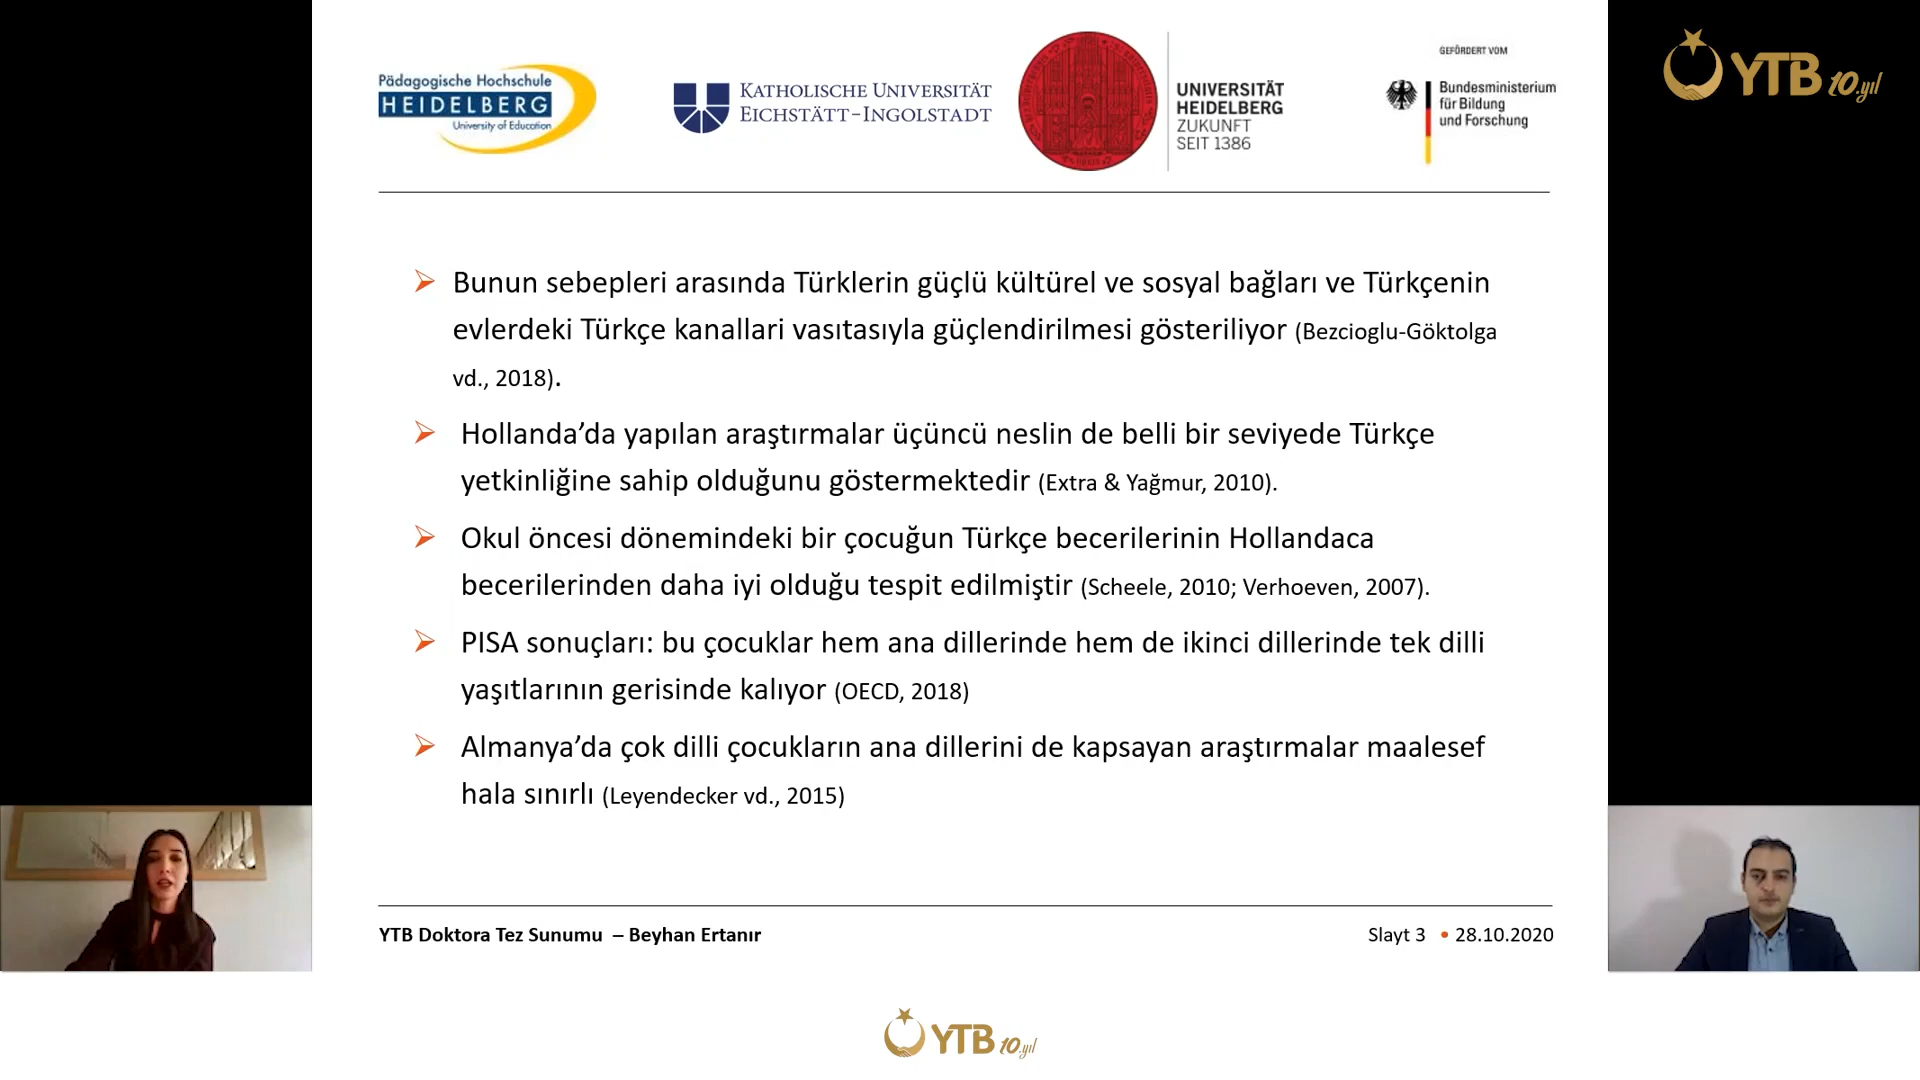 Pädagogische Hochschule
HEIDELBERG
University of Education
KATHOLISCHE UNIVERSITÄT
EICHSTÄTT-INGOLSTADT
UNIVERSITÄT
HEIDELBERG
ZUKUNFT
SEIT 1386
GEFÖRDERT VOM
Bundesministerium
für Bildung
und Forschung
YTB 10.yıl
Bunun sebepleri arasında Türklerin güçlü kültürel ve sosyal bağları ve Türkçenin
evlerdeki Türkçe kanallari vasıtasıyla güçlendirilmesi gösteriliyor (Bezcioglu-Göktolga
vd., 2018).
Hollanda’da yapılan araştırmalar üçüncü neslin de belli bir seviyede Türkçe
yetkinliğine sahip olduğunu göstermektedir (Extra & Yağmur, 2010).
Okul öncesi dönemindeki bir çocuğun Türkçe becerilerinin Hollandaca
becerilerinden daha iyi olduğu tespit edilmiştir (Scheele, 2010; Verhoeven, 2007).
PISA sonuçları: bu çocuklar hem ana dillerinde hem de ikinci dillerinde tek dilli
yaşıtlarının gerisinde kalıyor (OECD, 2018)
Almanya’da çok dilli çocukların ana dillerini de kapsayan araştırmalar maalesef
hala sınırlı (Leyendecker vd., 2015)
YTB Doktora Tez Sunumu – Beyhan Ertanır
Slayt 3 • 28.10.2020
YTB 10.yıl